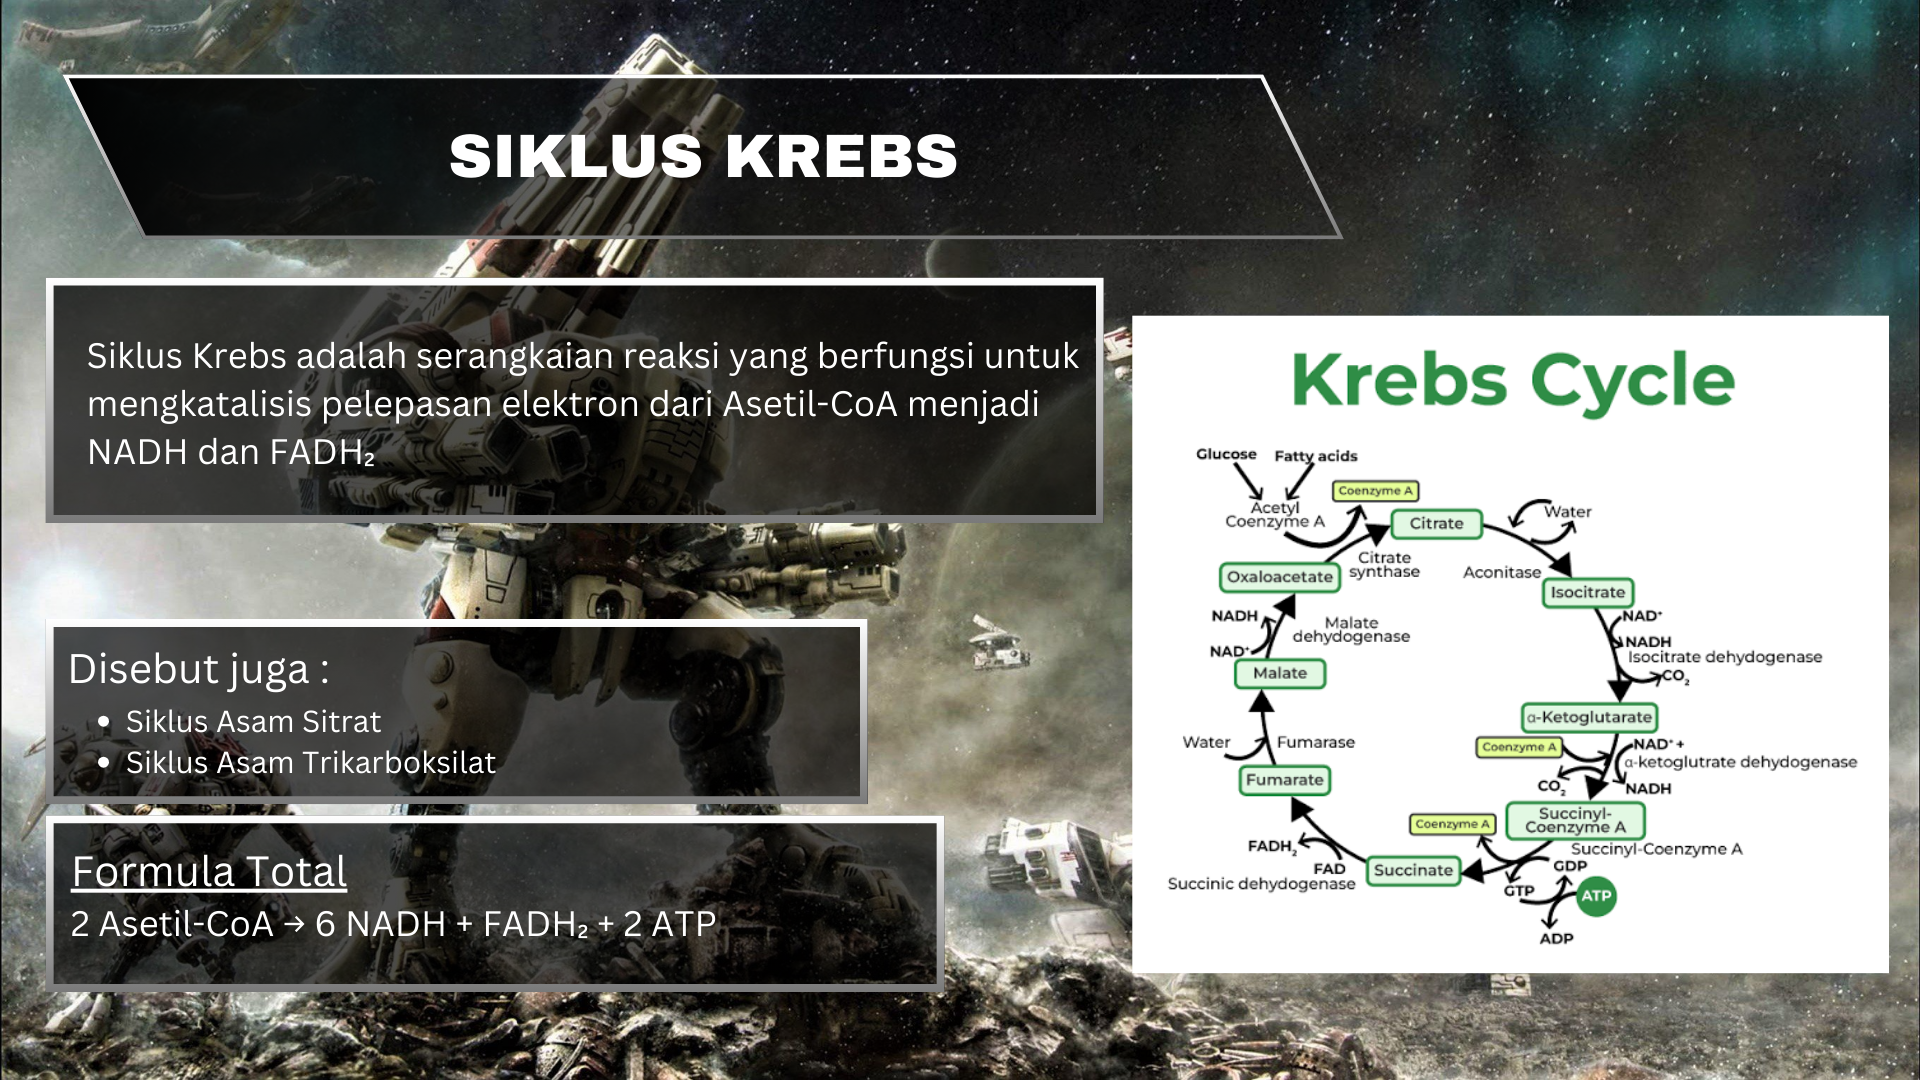 SIKLUS KREBS
Siklus Krebs adalah serangkaian reaksi yang berfungsi untuk
mengkatalisis pelepasan elektron dari Asetil-CoA menjadi
NADH dan FADH₂
Disebut juga :
• Siklus Asam Sitrat
• Siklus Asam Trikarboksilat
Formula Total
2 Asetil-CoA → 6 NADH + FADH₂ + 2 ATP
Krebs Cycle
Glucose
Fatty acids
Acetyl
Coenzyme A
Coenzyme A
Citrate
Water
Citrate
synthase
Aconitase
Oxaloacetate
Isocitrate
NADH
NAD⁺
Malate
dehydogenase
NAD⁺
NADH
Isocitrate dehydogenase
CO₂
Malate
α-Ketoglutarate
Water
Fumarase
Coenzyme A
NAD⁺ +
α-ketoglutrate dehydogenase
CO₂
NADH
Fumarate
Succinyl-
Coenzyme A
Coenzyme A
Succinyl-Coenzyme A
FADH₂
FAD
Succinic dehydogenase
Succinate
GDP
GTP
ATP
ADP